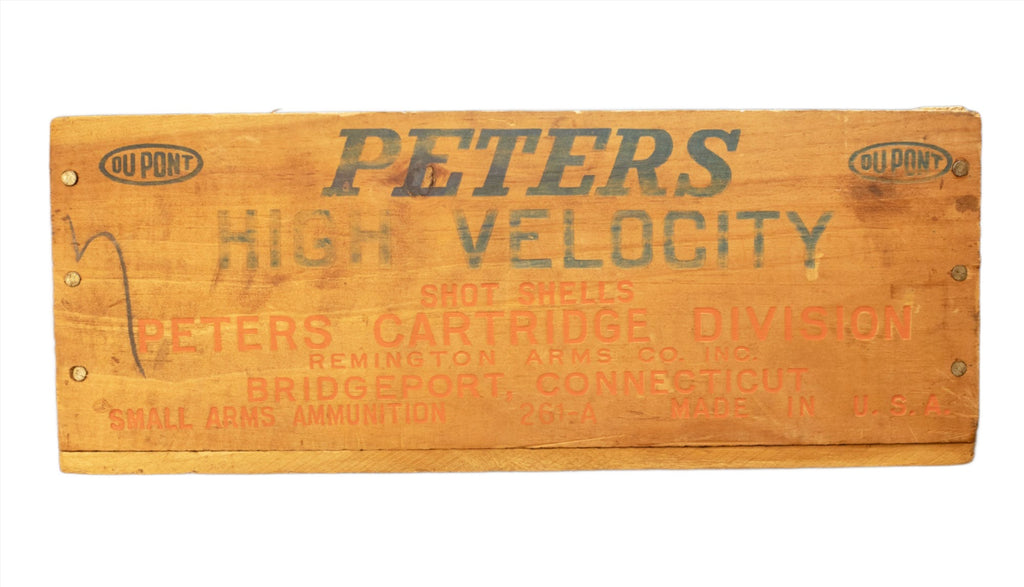 DU PONT PETERS DU PONT
HIGH VELOCITY
SHOT SHELLS
PETERS CARTRIDGE DIVISION
REMINGTON ARMS CO. INC.
BRIDGEPORT, CONNECTICUT
SMALL ARMS AMMUNITION 2G1-A MADE IN U.S.A.